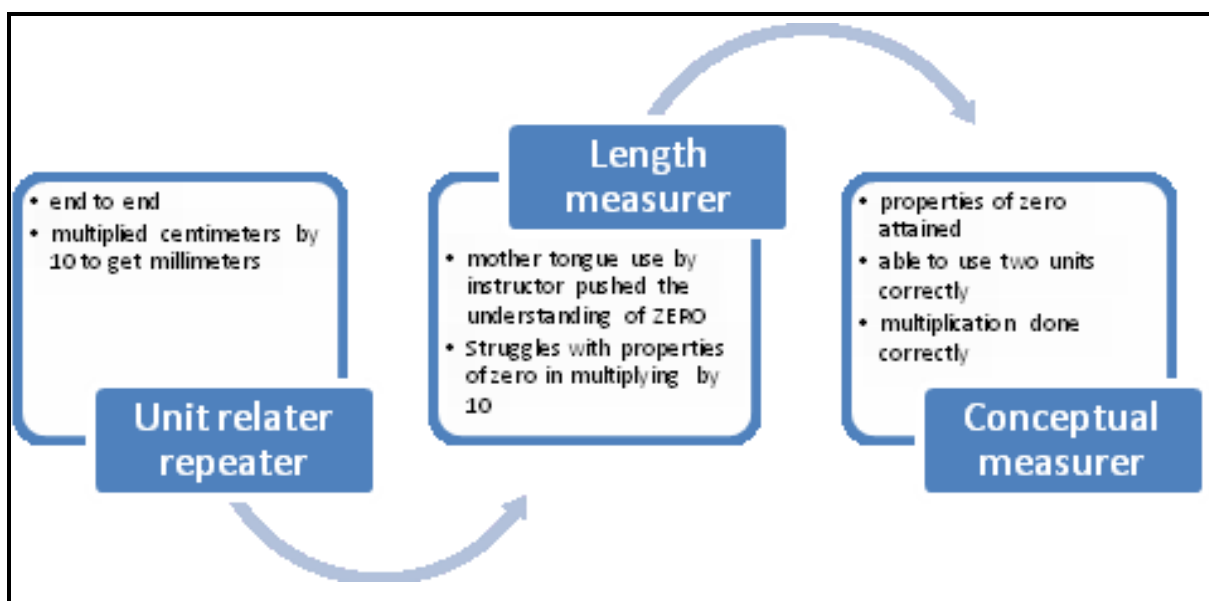 • end to end
• multiplied centimeters by
10 to get millimeters
Unit relater
repeater
Length
measurer
• mother tongue use by
instructor pushed the
understanding of ZERO
• Struggles with properties
of zero in multiplying by
10
• properties of zero
attained
• able to use two units
correctly
• multiplication done
correctly
Conceptual
measurer